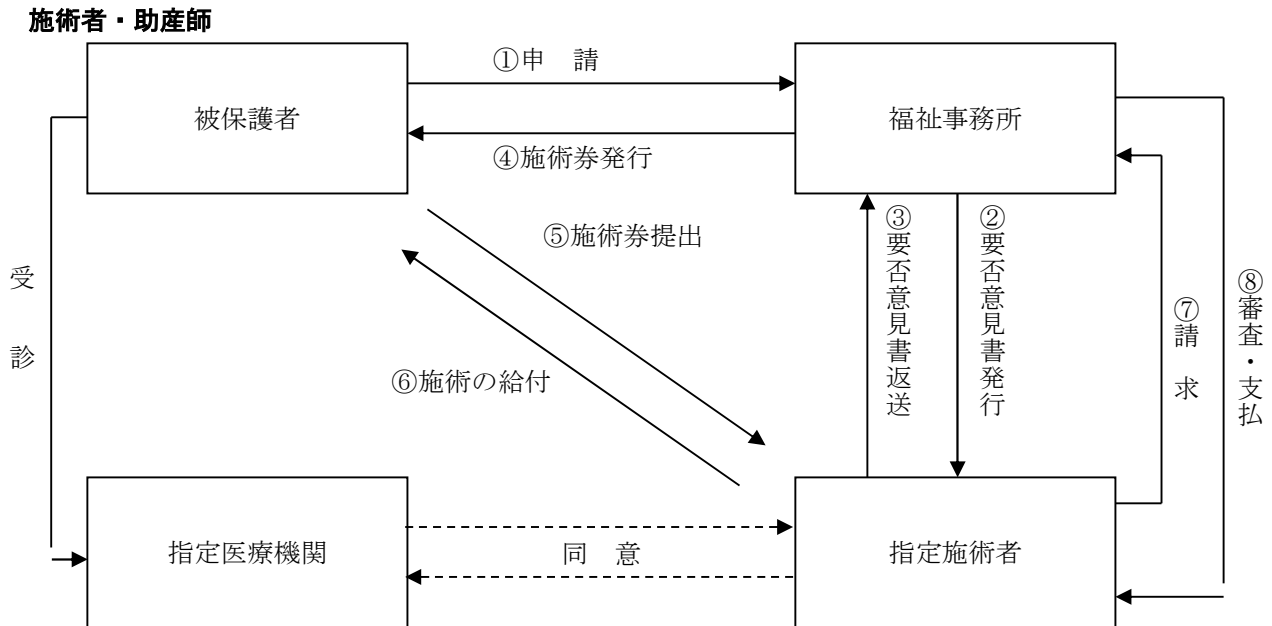 施術者・助産師
①申　請
被保護者
福祉事務所
④施術券発行
⑤施術券提出
③要否意見書返送
②要否意見書発行
受　診
⑦請　求
⑧審査・支払
⑥施術の給付
指定医療機関
同　意
指定施術者